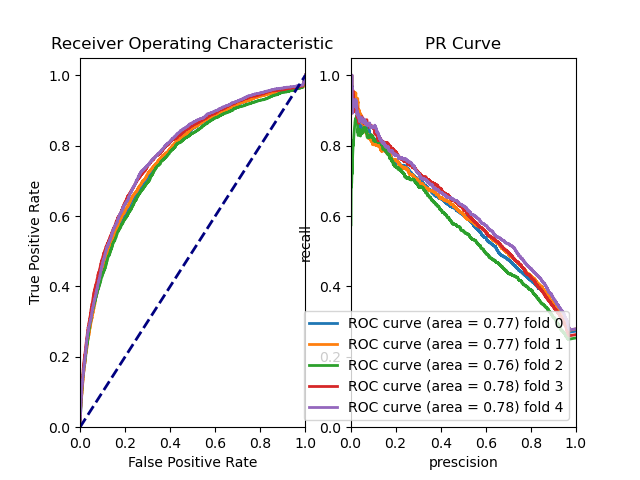 Receiver Operating Characteristic
1.0
0.8
0.6
0.4
0.2
0.0
True Positive Rate
0.0 0.2 0.4 0.6 0.8 1.0
False Positive Rate
PR Curve
1.0
0.8
0.6
0.4
0.2
0.0
recall
0.0 0.2 0.4 0.6 0.8 1.0
prescision
ROC curve (area = 0.77) fold 0
ROC curve (area = 0.77) fold 1
ROC curve (area = 0.76) fold 2
ROC curve (area = 0.78) fold 3
ROC curve (area = 0.78) fold 4